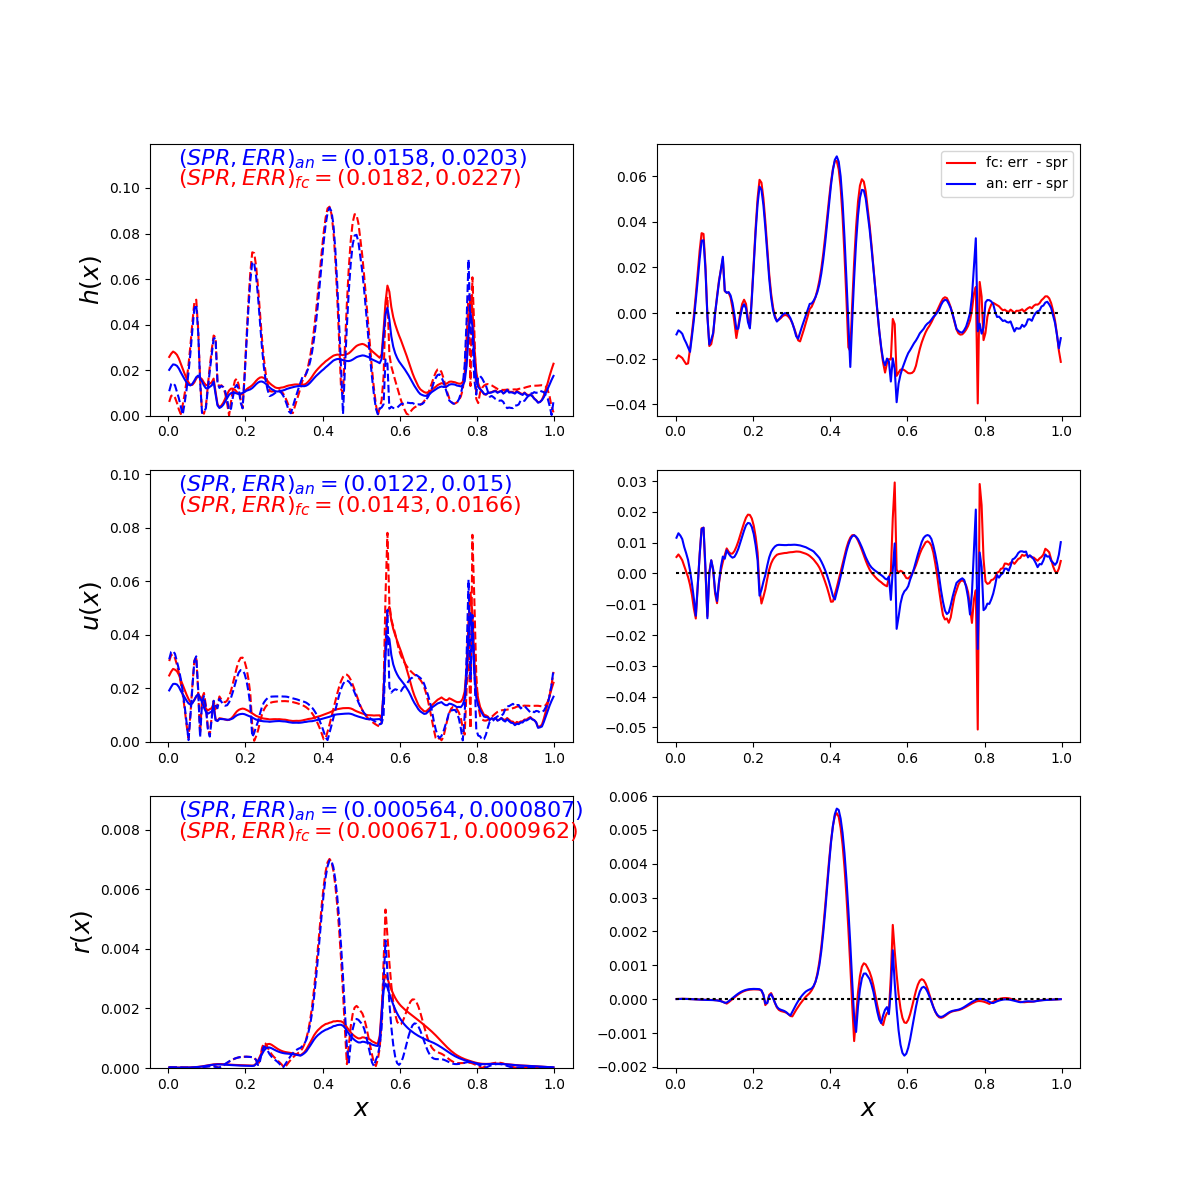 (SPR, ERR)an = (0.0158, 0.0203)
(SPR, ERR)fc = (0.0182, 0.0227)
h(x)
0.10
0.08
0.06
0.04
0.02
0.00
0.0 0.2 0.4 0.6 0.8 1.0
fc: err - spr
an: err - spr
0.06
0.04
0.02
0.00
−0.02
−0.04
0.0 0.2 0.4 0.6 0.8 1.0
(SPR, ERR)an = (0.0122, 0.015)
(SPR, ERR)fc = (0.0143, 0.0166)
u(x)
0.10
0.08
0.06
0.04
0.02
0.00
0.0 0.2 0.4 0.6 0.8 1.0
0.03
0.02
0.01
0.00
−0.01
−0.02
−0.03
−0.04
−0.05
0.0 0.2 0.4 0.6 0.8 1.0
(SPR, ERR)an = (0.000564, 0.000807)
(SPR, ERR)fc = (0.000671, 0.000962)
r(x)
0.008
0.006
0.004
0.002
0.000
0.0 0.2 0.4 0.6 0.8 1.0
x
0.006
0.005
0.004
0.003
0.002
0.001
0.000
−0.001
−0.002
0.0 0.2 0.4 0.6 0.8 1.0
x